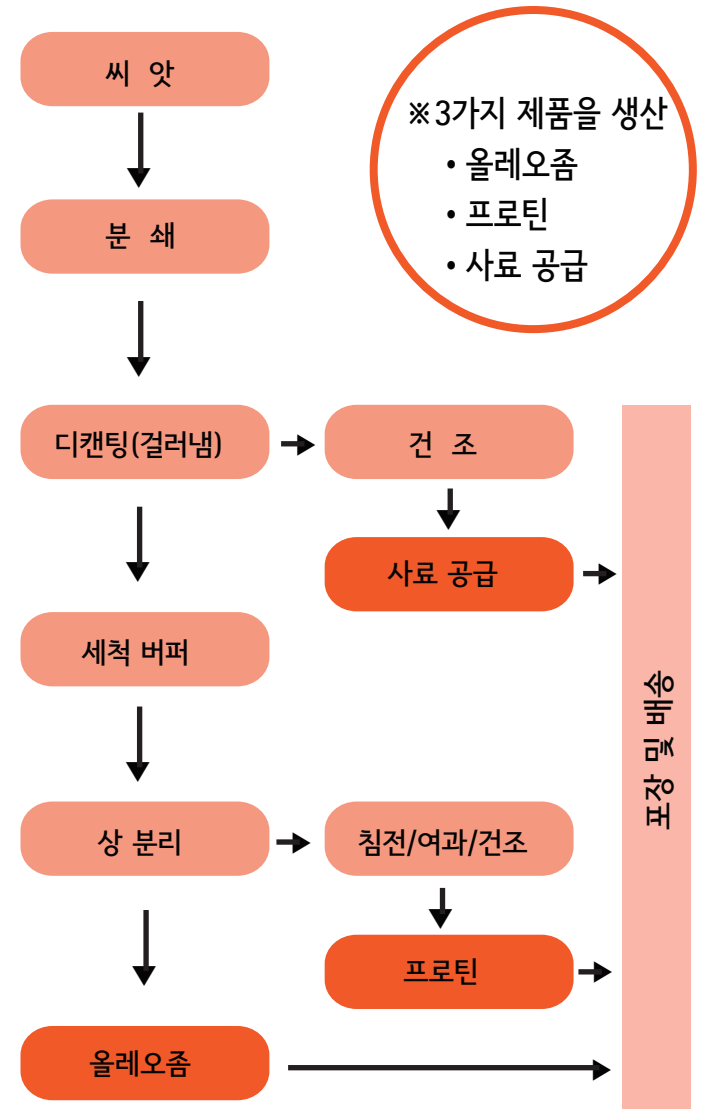 씨 앗
※3가지 제품을 생산
• 올레오좀
• 프로틴
• 사료 공급
분 쇄
디캔팅(걸러냄)
건 조
사료 공급
세척 버퍼
상 분리
침전/여과/건조
프로틴
올레오좀
포장 및 배송